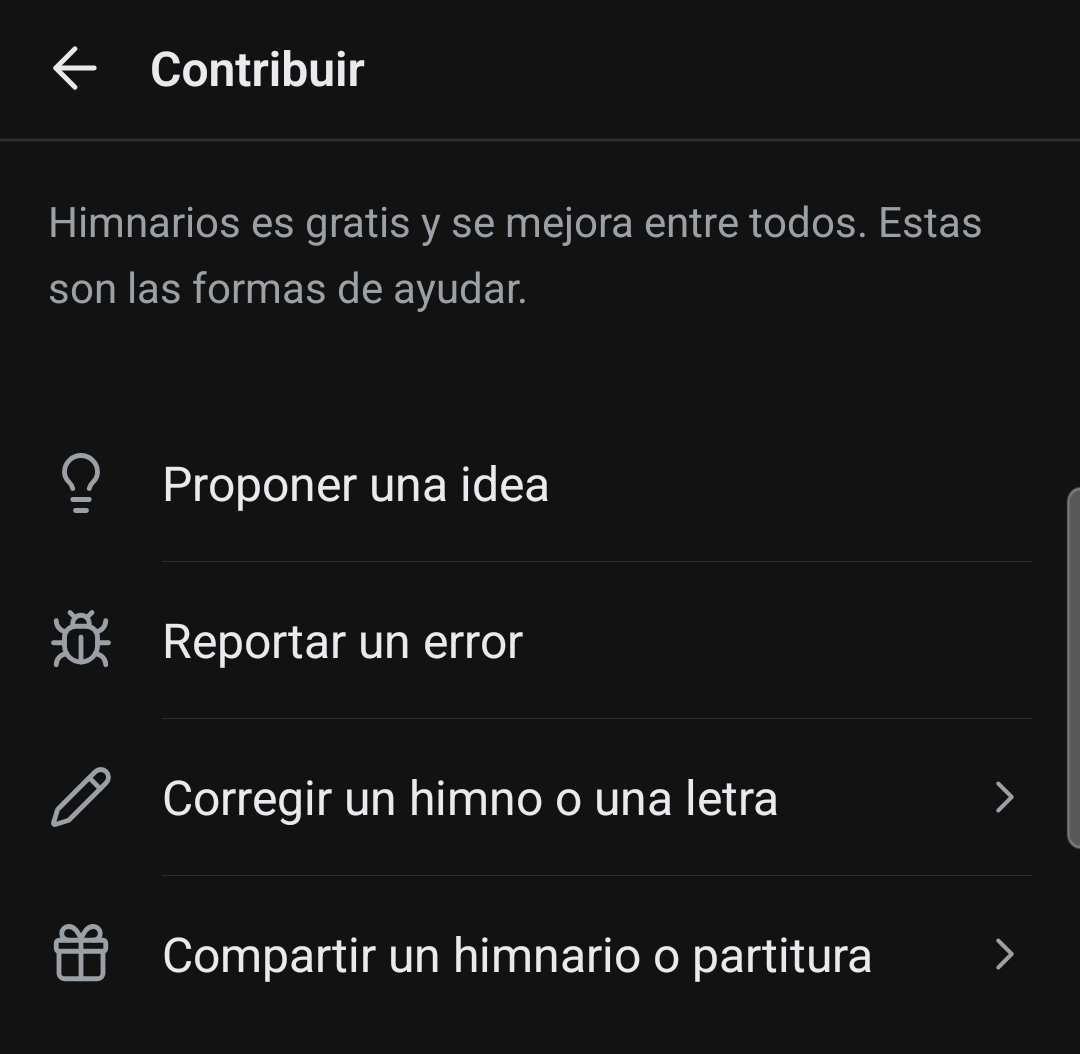 Contribuir
Himnarios es gratis y se mejora entre todos. Estas
son las formas de ayudar.
Proponer una idea
Reportar un error
Corregir un himno o una letra
Compartir un himnario o partitura